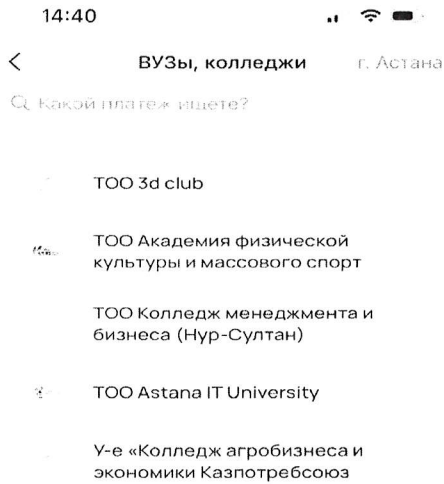 14:40
ВУЗы, колледжи
г. Астана
Какой платеж ищете?
ТОО 3d club
ТОО Академия физической
культуры и массового спорт
ТОО Колледж менеджмента и
бизнеса (Нур-Султан)
ТОО Astana IT University
У-е «Колледж агробизнеса и
экономики Казпотребсоюз